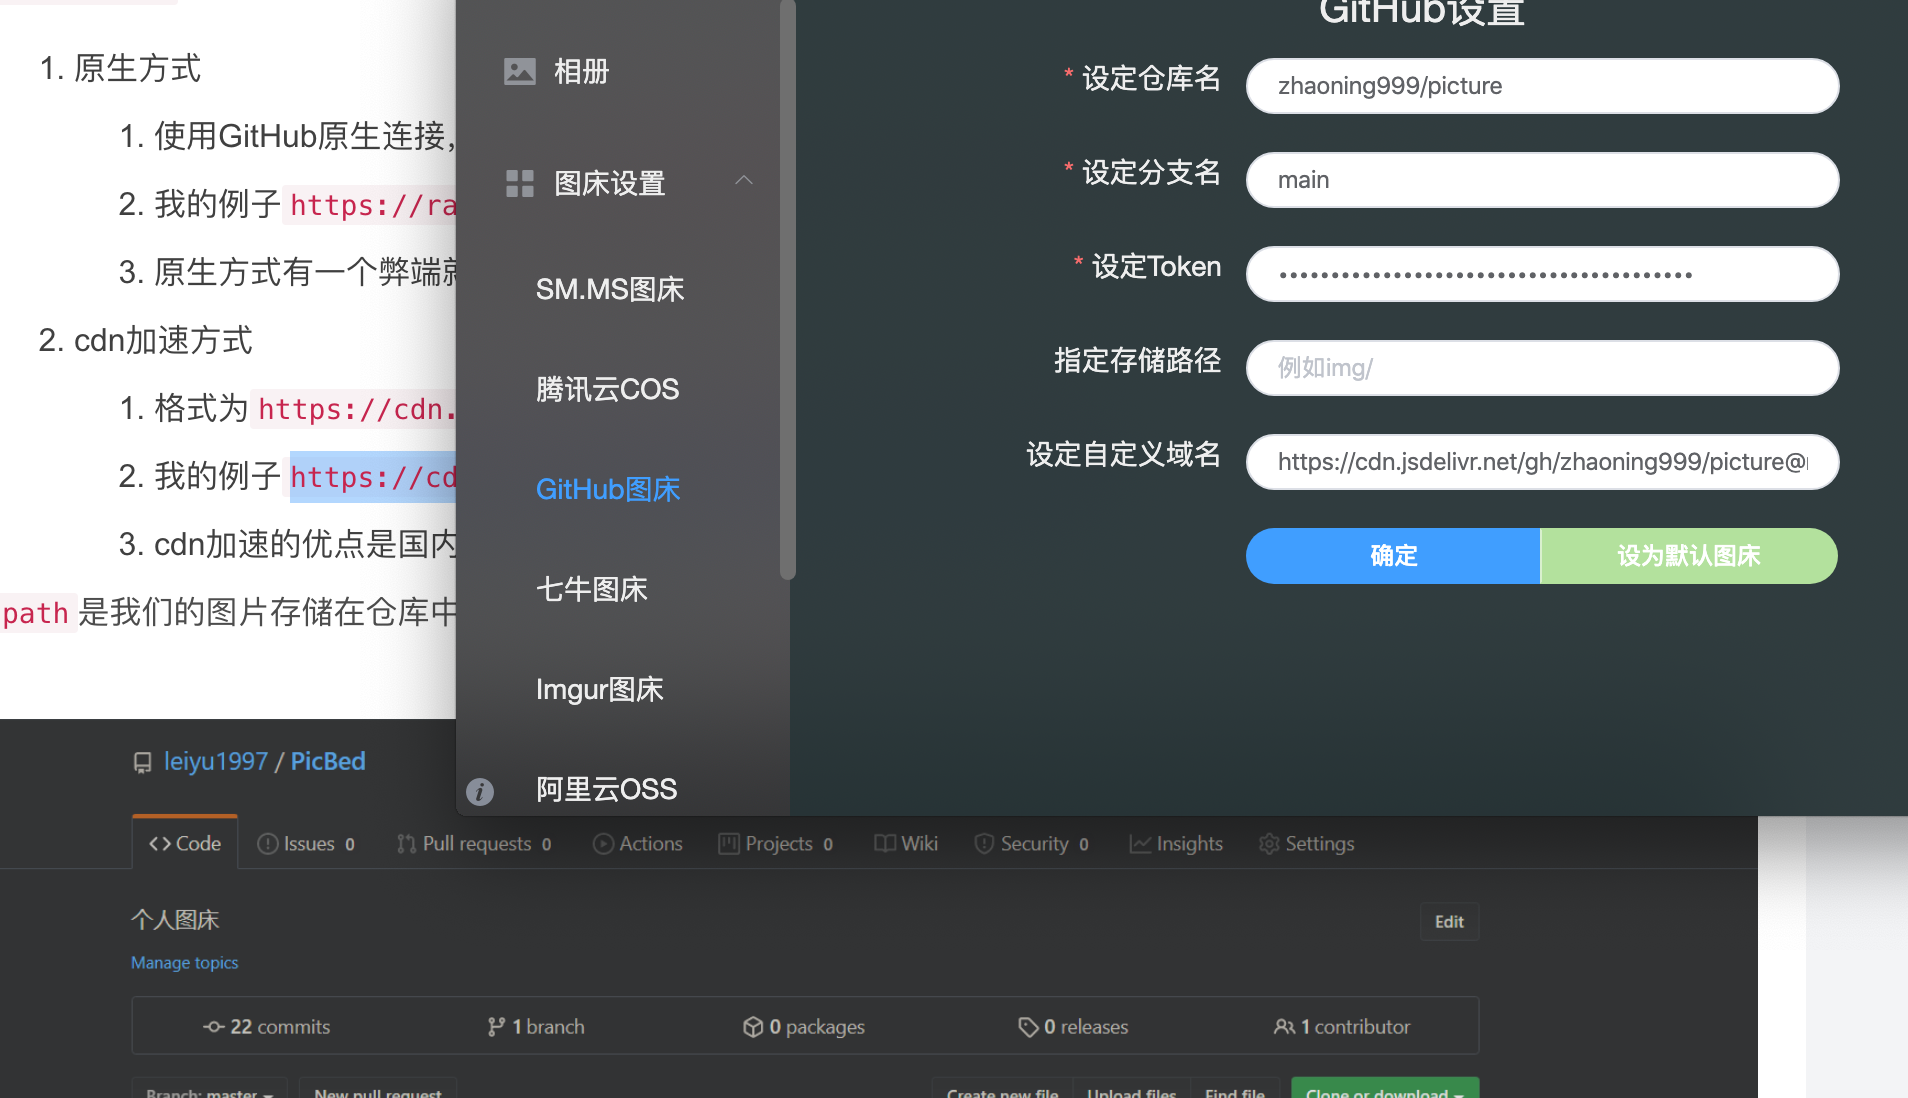 1. 原生方式
1. 使用GitHub原生连接，
2. 我的例子 https://ra
3. 原生方式有一个弊端就
2. cdn加速方式
1. 格式为 https://cdn.
2. 我的例子 https://cd
3. cdn加速的优点是国内
path 是我们的图片存储在仓库中
相册
图床设置
SM.MS图床
腾讯云COS
GitHub图床
七牛图床
Imgur图床
阿里云OSS
GitHub设置
* 设定仓库名 zhaoning999/picture
* 设定分支名 main
* 设定Token ••••••••••••••••••••••••••••••••••••••••
指定存储路径 例如img/
设定自定义域名 https://cdn.jsdelivr.net/gh/zhaoning999/picture@
确定 设为默认图床
leiyu1997 / PicBed
Code Issues 0 Pull requests 0 Actions Projects 0 Wiki Security 0 Insights Settings
个人图床 Edit
Manage topics
22 commits 1 branch 0 packages 0 releases 1 contributor
Branch: master New pull request Create new file Upload files Find file Clone or download